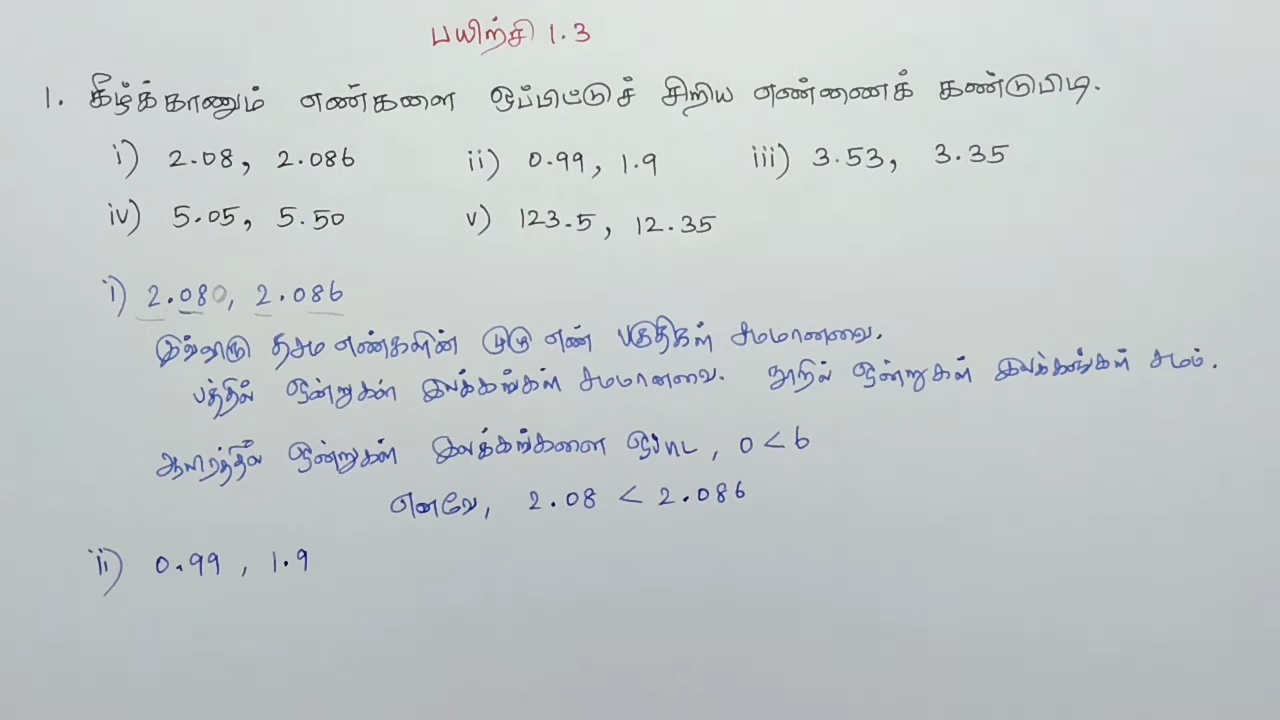 பயிற்சி 1.3
1. கீழ்க்காணும் எண்களை ஒப்பிட்டுச் சிறிய எண்ணைக் கண்டுபிடி.
i) 2.08, 2.086 ii) 0.99, 1.9 iii) 3.53, 3.35
iv) 5.05, 5.50 v) 123.5, 12.35
i) 2.080, 2.086
இவ்விரு தசம எண்களின் முழு எண் பகுதிகள் சமமானவை.
பத்தில் ஒன்றுகள் இலக்கங்கள் சமமானவை. நூறில் ஒன்றுகள் இலக்கங்கள் சமம்.
ஆயிரத்தில் ஒன்றுகள் இலக்கங்களை ஒப்பிட, 0 < 6
எனவே, 2.08 < 2.086
ii) 0.99, 1.9